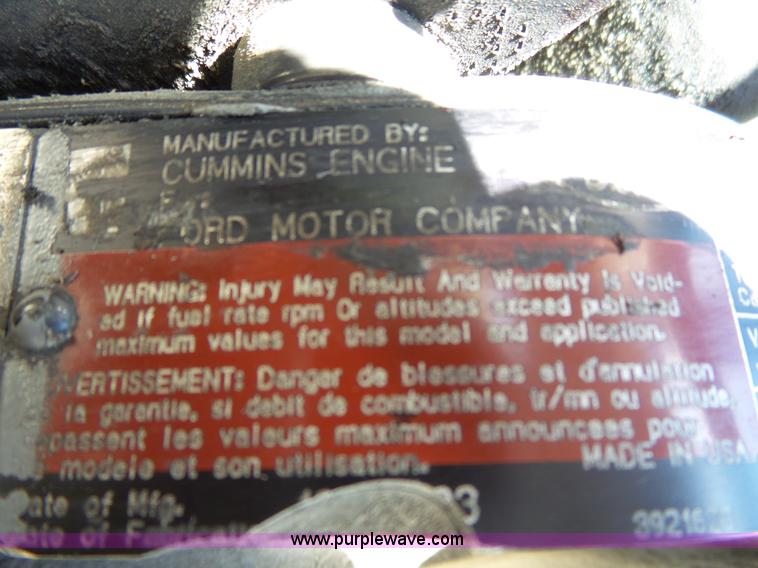 MANUFACTURED BY:
CUMMINS ENGINE
ORD MOTOR COMPANY
WARNING: Injury May Result And Warranty is Void-
ed if fuel rate rpm Or altitudes exceed published
maximum values for this model and application.
VERTISSEMENT: Danger de blessures et d'annulation
la garantie, si debit de combustible, tr/mn ou altitude,
passent les valeurs maximum announcees pour
modele et son utilisation.
MADE IN USA
ate of Mfg.
te of
www.purplewave.com